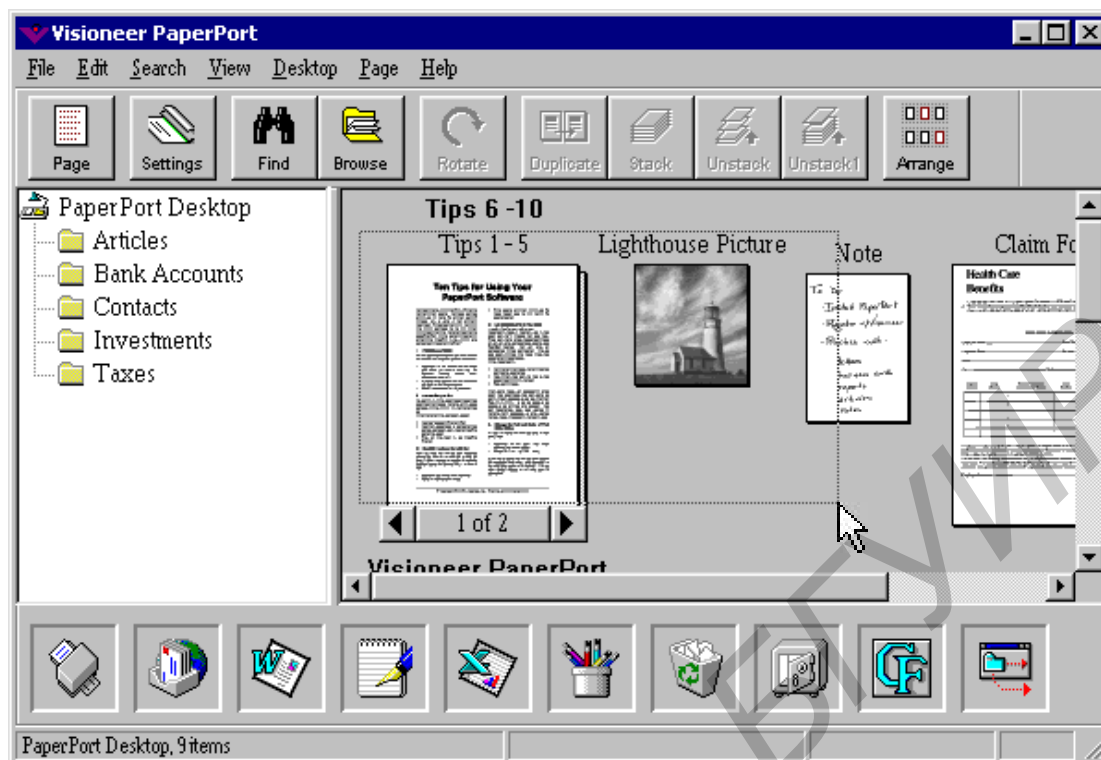 Visioneer PaperPort
File Edit Search View Desktop Page Help
Page Settings Find Browse Rotate Duplicate Stack Unstack Unstack1 Arrange
PaperPort Desktop
Articles
Bank Accounts
Contacts
Investments
Taxes
Tips 6 -10
Tips 1 - 5 Lighthouse Picture Note Claim Fo
Ten Tips for Using Your
PaperPort Software
Health Care
Benefits
1 of 2
Visioneer PaperPort
PaperPort Desktop, 9 items
БГУИР